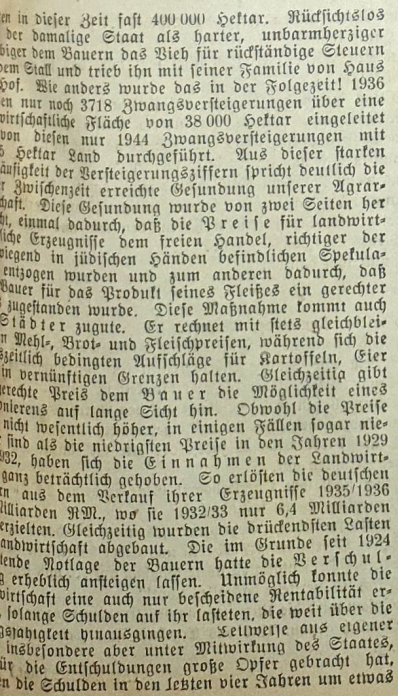 en in dieser Zeit fast 400 000 Hektar. Rücksichtslos
der damalige Staat als harter, unbarmherziger
biger dem Bauern das Vieh für rückständige Steuern
dem Stall und trieb ihn mit seiner Familie von Haus
Hof. Wie anders wurde das in der Folgezeit! 1936
en nur noch 3718 Zwangsversteigerungen über eine
wirtschaftliche Fläche von 38 000 Hektar eingeleitet
von diesen nur 1944 Zwangsversteigerungen mit
Hektar Land durchgeführt. Aus dieser starken
äufigkeit der Versteigerungsziffern spricht deutlich die
r Zwischenzeit erreichte Gesundung unserer Agrar-
chaft. Diese Gesundung wurde von zwei Seiten her
cht, einmal dadurch, daß die Preise für landwirt-
liche Erzeugnisse dem freien Handel, richtiger der
wiegend in jüdischen Händen befindlichen Spekula-
entzogen wurden und zum anderen dadurch, daß
Bauer für das Produkt seines Fleißes ein gerechter
zugestanden wurde. Diese Maßnahme kommt auch
Städter zugute. Er rechnet mit stets gleichblei-
n Mehl-, Brot- und Fleischpreisen, während sich die
szeitlich bedingten Aufschläge für Kartoffeln, Eier
in vernünftigen Grenzen halten. Gleichzeitig gibt
gerechte Preis dem Bauer die Möglichkeit eines
onierens auf lange Sicht hin. Obwohl die Preise
nicht wesentlich höher, in einigen Fällen sogar nie-
r sind als die niedrigsten Preise in den Jahren 1929
932, haben sich die Einnahmen der Landwirt-
ganz beträchtlich gehoben. So erlösten die deutschen
rn aus dem Verkauf ihrer Erzeugnisse 1935/1936
illiarden RM., wo sie 1932/33 nur 6,4 Milliarden
erzielten. Gleichzeitig wurden die drückendsten Lasten
andwirtschaft abgebaut. Die im Grunde seit 1924
ende Notlage der Bauern hatte die Verschul-
g erheblich ansteigen lassen. Unmöglich konnte die
wirtschaft eine auch nur bescheidene Rentabilität er-
solange Schulden auf ihr lasteten, die weit über die
gsfähigkeit hinausgingen. Teilweise aus eigener
insbesondere aber unter Mitwirkung des Staates,
ür die Entschuldungen große Opfer gebracht hat,
en die Schulden in den letzten vier Jahren um etwas